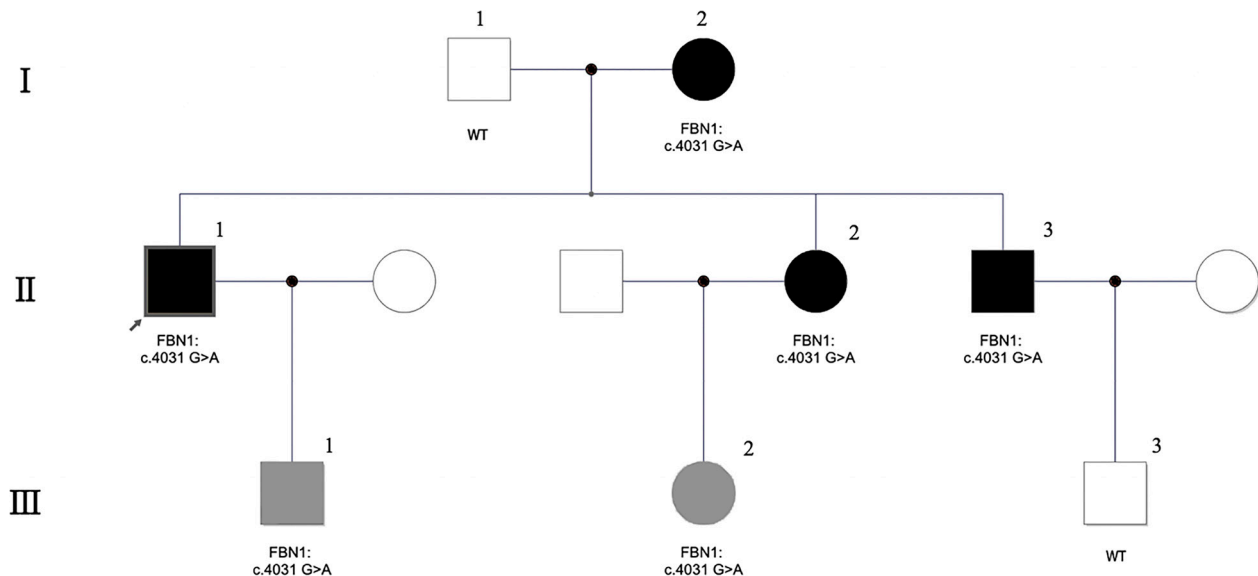 1
2
I
WT
FBN1:
c.4031 G>A
1
2
3
II
FBN1:
c.4031 G>A
FBN1:
c.4031 G>A
FBN1:
c.4031 G>A
1
2
3
III
FBN1:
c.4031 G>A
FBN1:
c.4031 G>A
WT